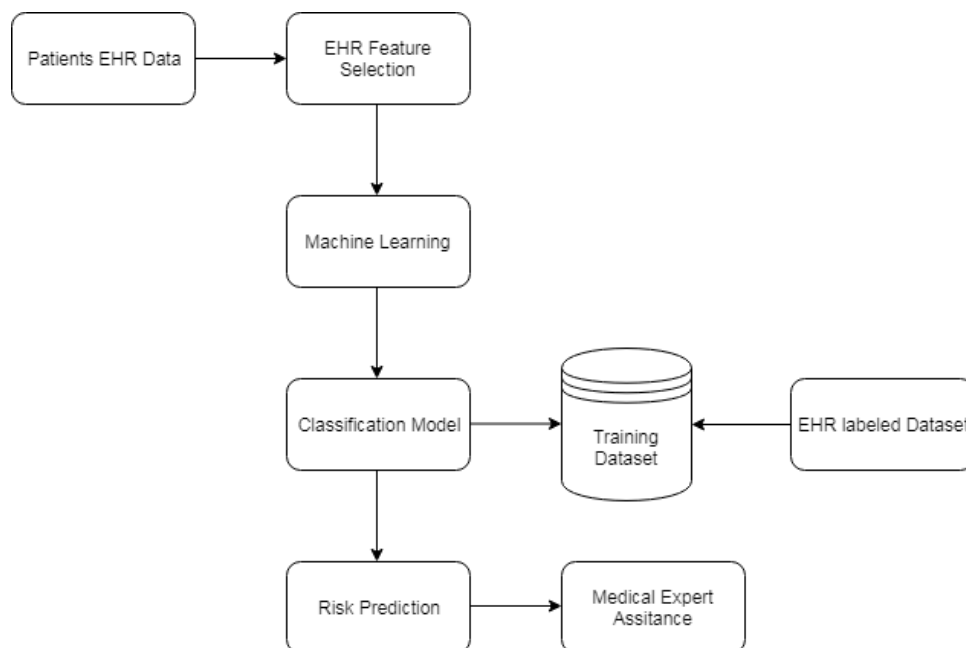 Patients EHR Data
EHR Feature
Selection
Machine Learning
Classification Model
Training
Dataset
EHR labeled Dataset
Risk Prediction
Medical Expert
Assitance